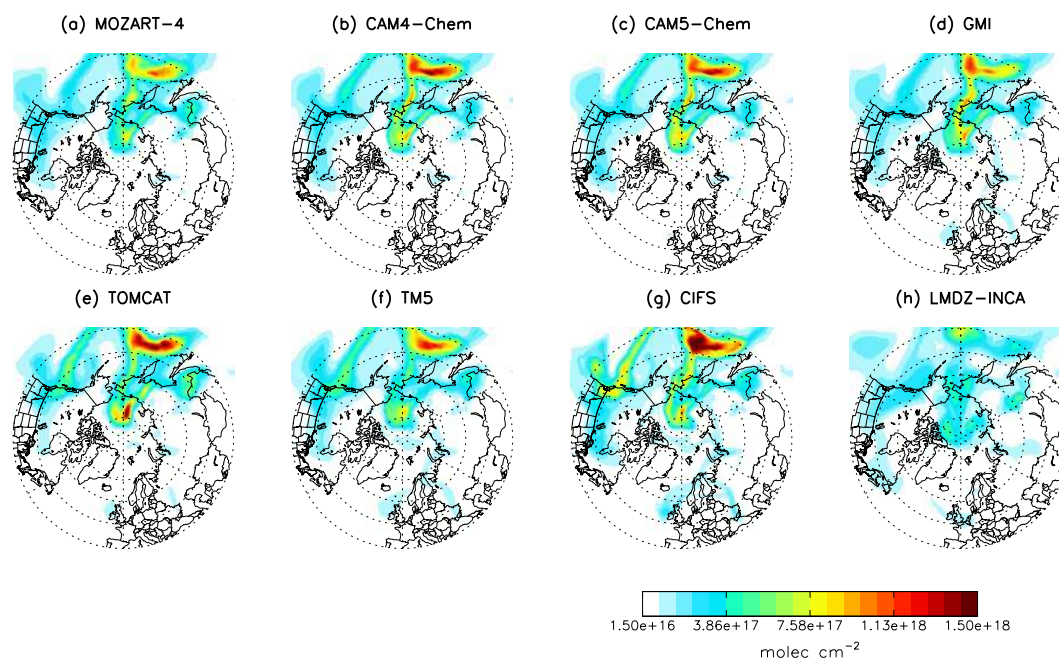 (a) MOZART-4
(b) CAM4-Chem
(c) CAM5-Chem
(d) GMI
(e) TOMCAT
(f) TM5
(g) CIFS
(h) LMDZ-INCA
1.50e+16 3.86e+17 7.58e+17 1.13e+18 1.50e+18
molec cm⁻²